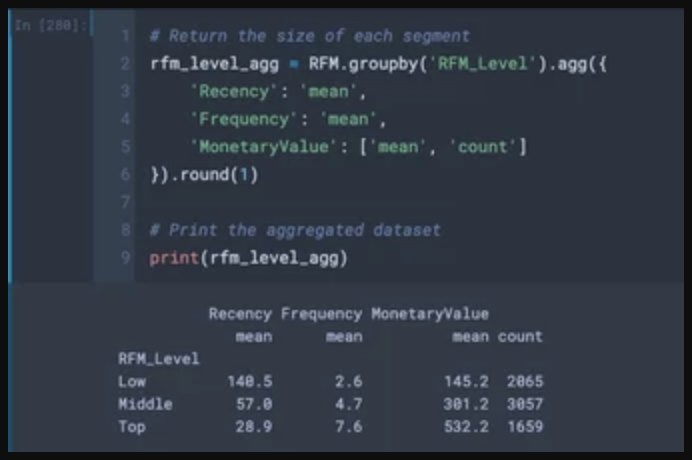 In [280]:
1 # Return the size of each segment
2 rfm_level_agg = RFM.groupby('RFM_Level').agg({
3     'Recency': 'mean',
4     'Frequency': 'mean',
5     'MonetaryValue': ['mean', 'count']
6 }).round(1)
7
8 # Print the aggregated dataset
9 print(rfm_level_agg)
Recency Frequency MonetaryValue
mean mean mean count
RFM_Level
Low 140.5 2.6 145.2 2065
Middle 57.0 4.7 301.2 3057
Top 28.9 7.6 532.2 1659